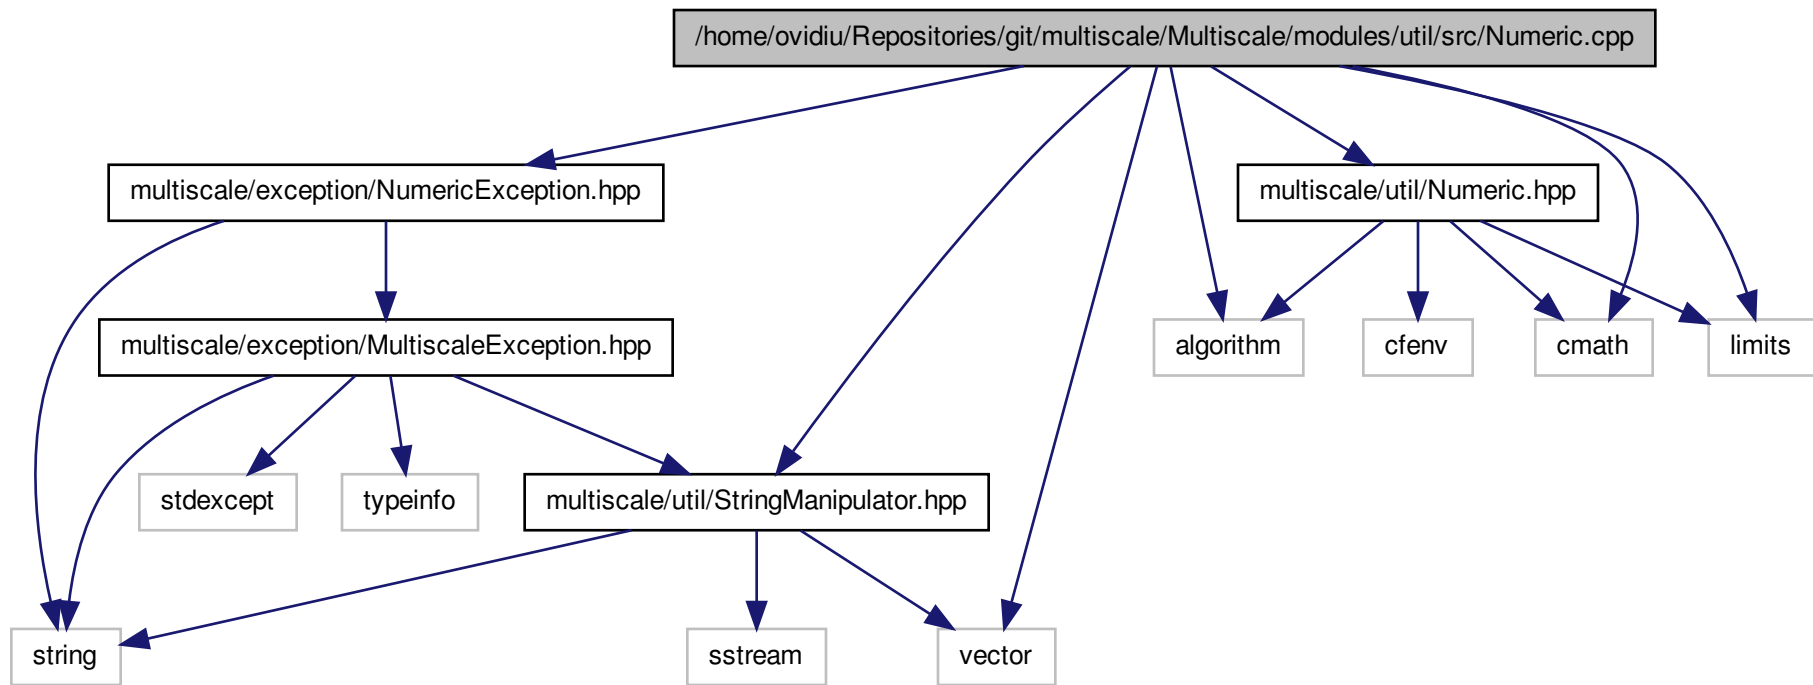 /home/ovidiu/Repositories/git/multiscale/Multiscale/modules/util/src/Numeric.cpp
multiscale/exception/NumericException.hpp
multiscale/util/Numeric.hpp
multiscale/exception/MultiscaleException.hpp
algorithm
cfenv
cmath
limits
stdexcept
typeinfo
multiscale/util/StringManipulator.hpp
string
sstream
vector